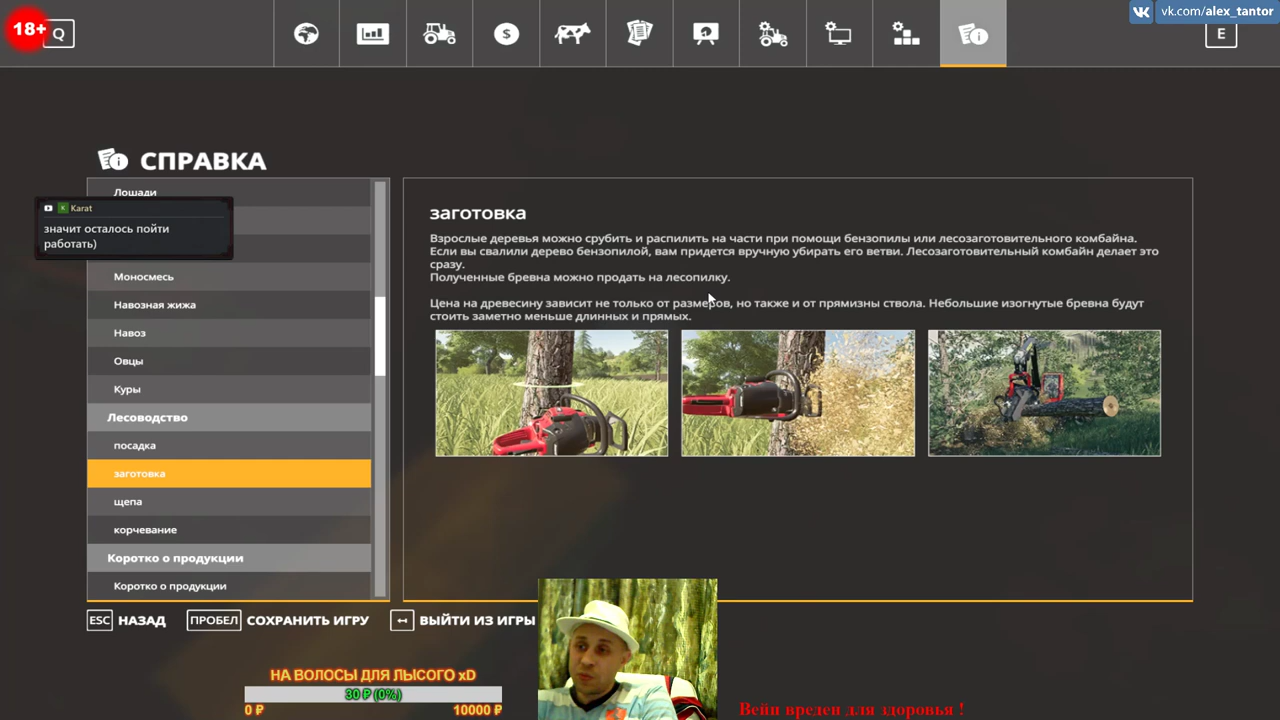 18+
Q
vk.com/alex_tantor
E
СПРАВКА
Лошади
Karat
значит осталось пойти
работать)
Моносмесь
Навозная жижа
Навоз
Овцы
Куры
Лесоводство
посадка
заготовка
щепа
корчевание
Коротко о продукции
Коротко о продукции
заготовка
Взрослые деревья можно срубить и распилить на части при помощи бензопилы или лесозаготовительного комбайна.
Если вы свалили дерево бензопилой, вам придется вручную убирать его ветви. Лесозаготовительный комбайн делает это
сразу.
Полученные бревна можно продать на лесопилку.
Цена на древесину зависит не только от размеров, но также и от прямизны ствола. Небольшие изогнутые бревна будут
стоить заметно меньше длинных и прямых.
ESC НАЗАД ПРОБЕЛ СОХРАНИТЬ ИГРУ ВЫЙТИ ИЗ ИГРЫ
НА ВОЛОСЫ ДЛЯ ЛЫСОГО xD
30 ₽ (0%)
0 ₽ 10000 ₽
Вейп вреден для здоровья !